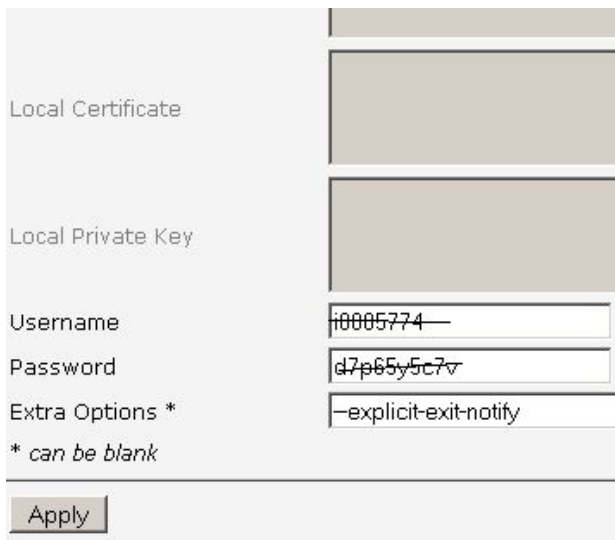 Local Certificate
Local Private Key
Username i0005774
Password d7p65y5c7v
Extra Options * --explicit-exit-notify
* can be blank
Apply